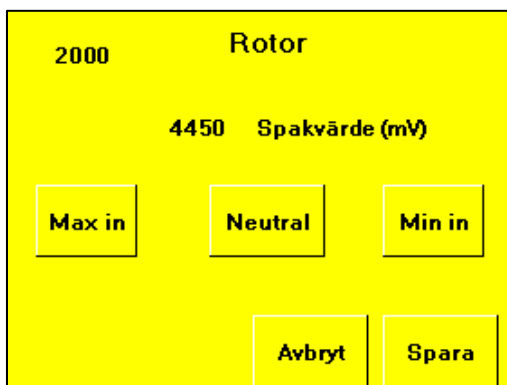 2000 Rotor
4450 Spakvärde (mV)
Max in Neutral Min in
Avbryt Spara